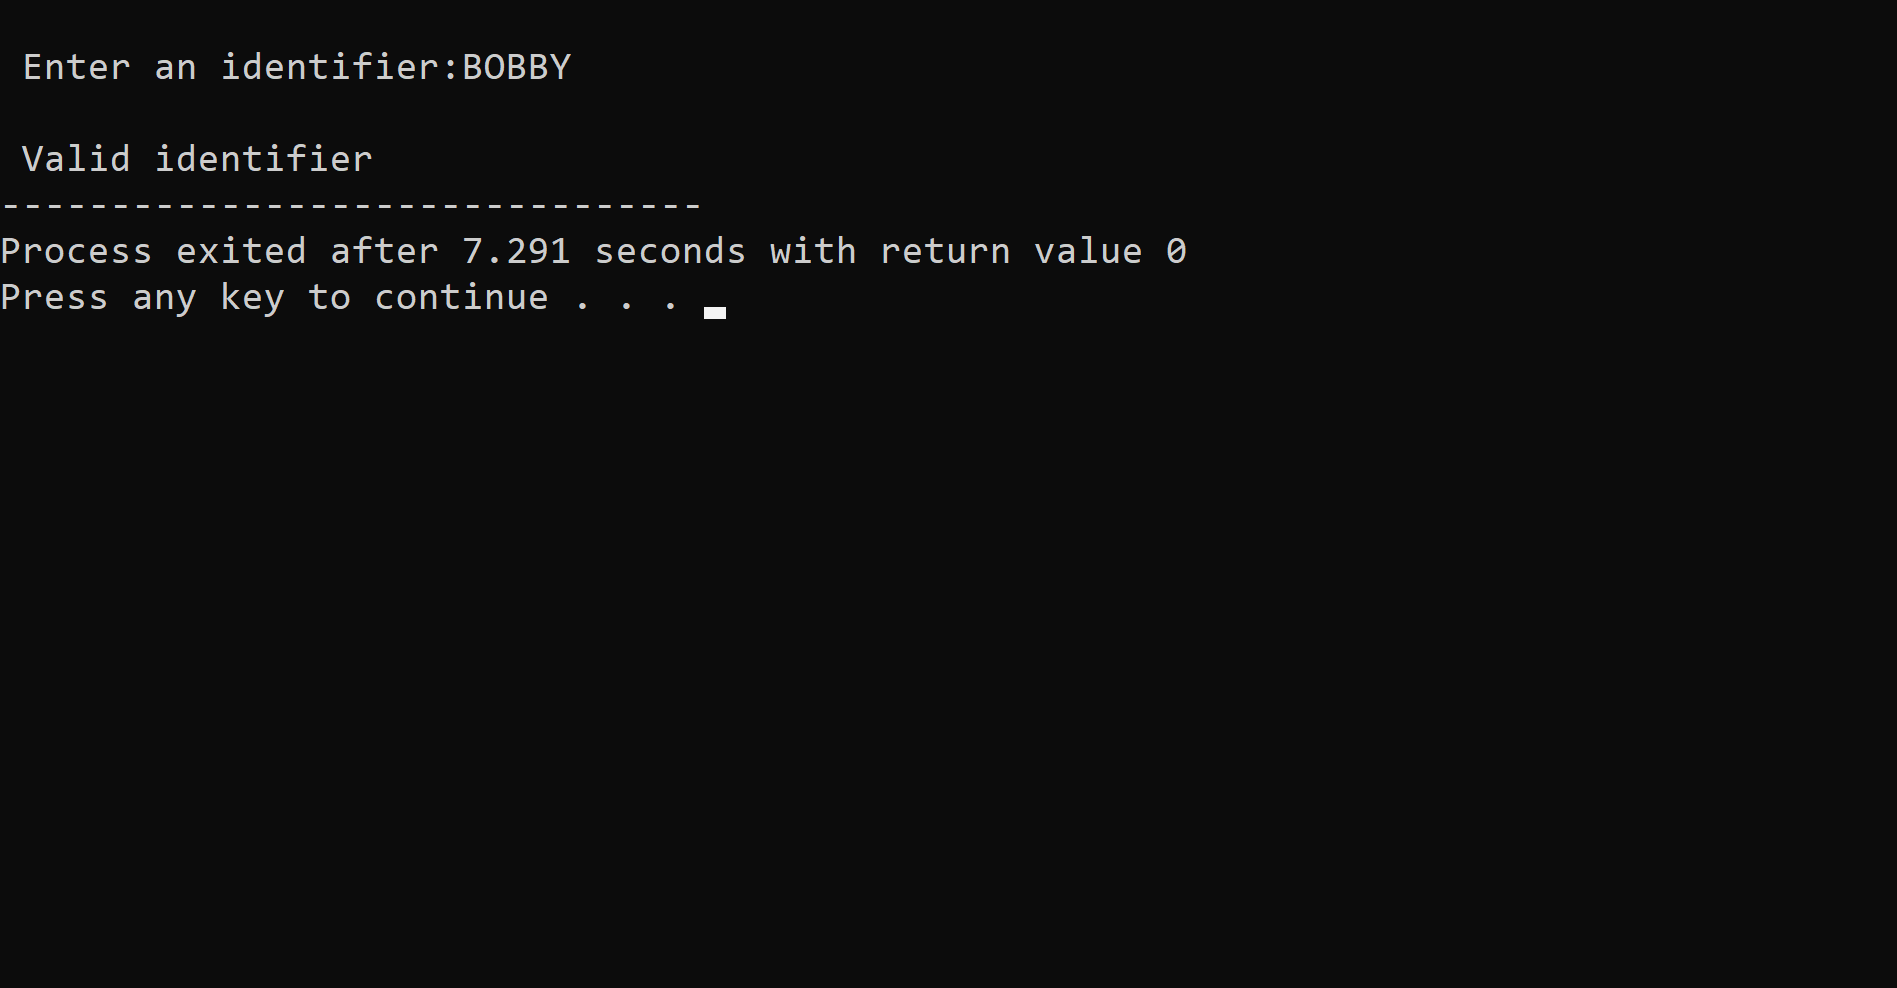 Enter an identifier:BOBBY
Valid identifier
--------------------------------
Process exited after 7.291 seconds with return value 0
Press any key to continue . . .